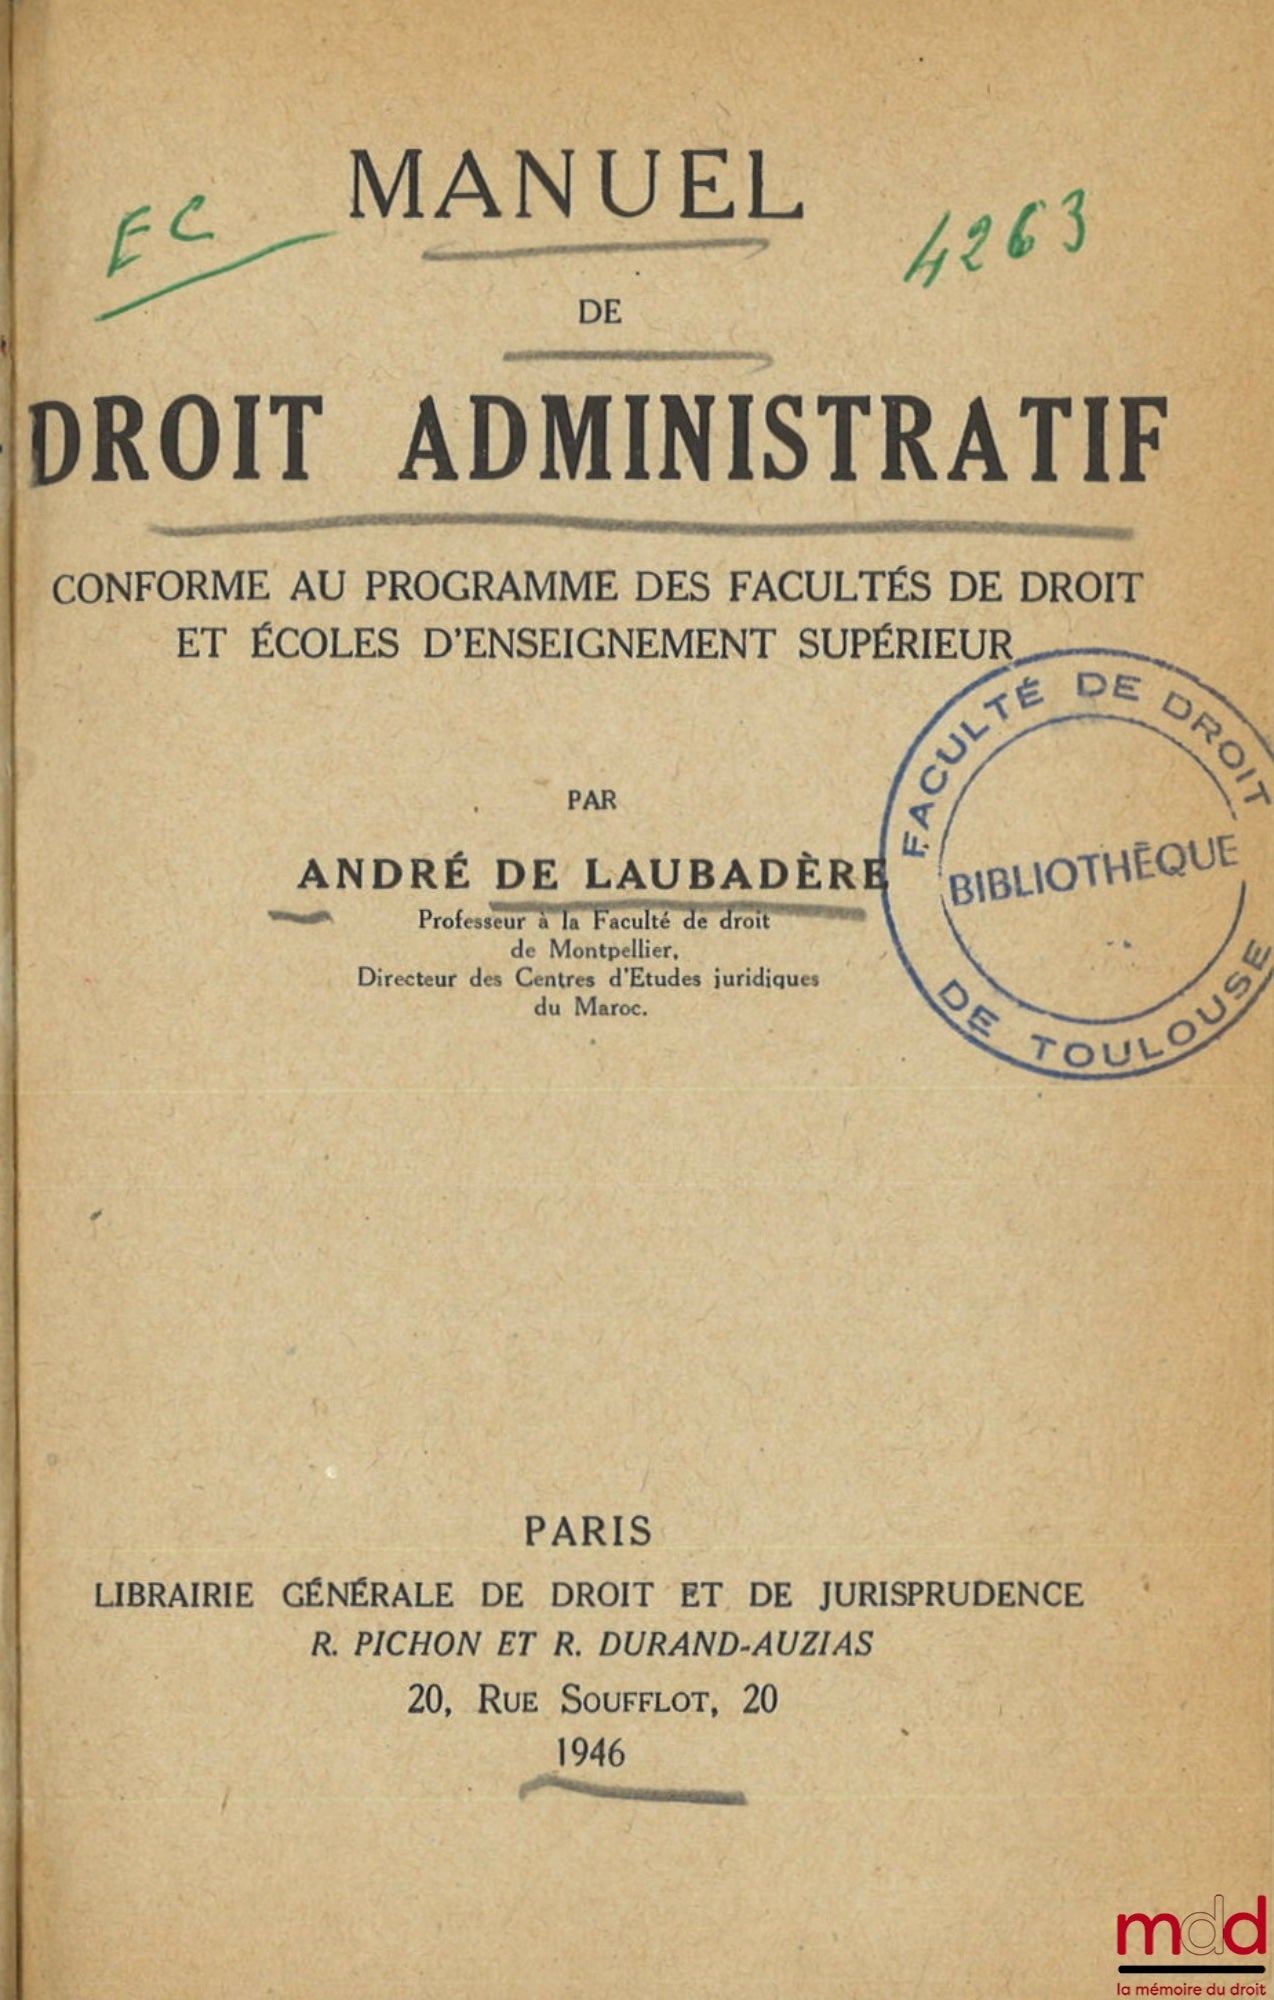 MANUEL
EC
4263
DE
DROIT ADMINISTRATIF
CONFORME AU PROGRAMME DES FACULTÉS DE DROIT
ET ÉCOLES D'ENSEIGNEMENT SUPÉRIEUR
PAR
ANDRÉ DE LAUBADÈRE
Professeur à la Faculté de droit
de Montpellier,
Directeur des Centres d'Etudes juridiques
du Maroc.
FACULTÉ DE DROIT
BIBLIOTHÈQUE
DE TOULOUSE
PARIS
LIBRAIRIE GÉNÉRALE DE DROIT ET DE JURISPRUDENCE
R. PICHON ET R. DURAND-AUZIAS
20, RUE SOUFFLOT, 20
1946
mdd
la mémoire du droit